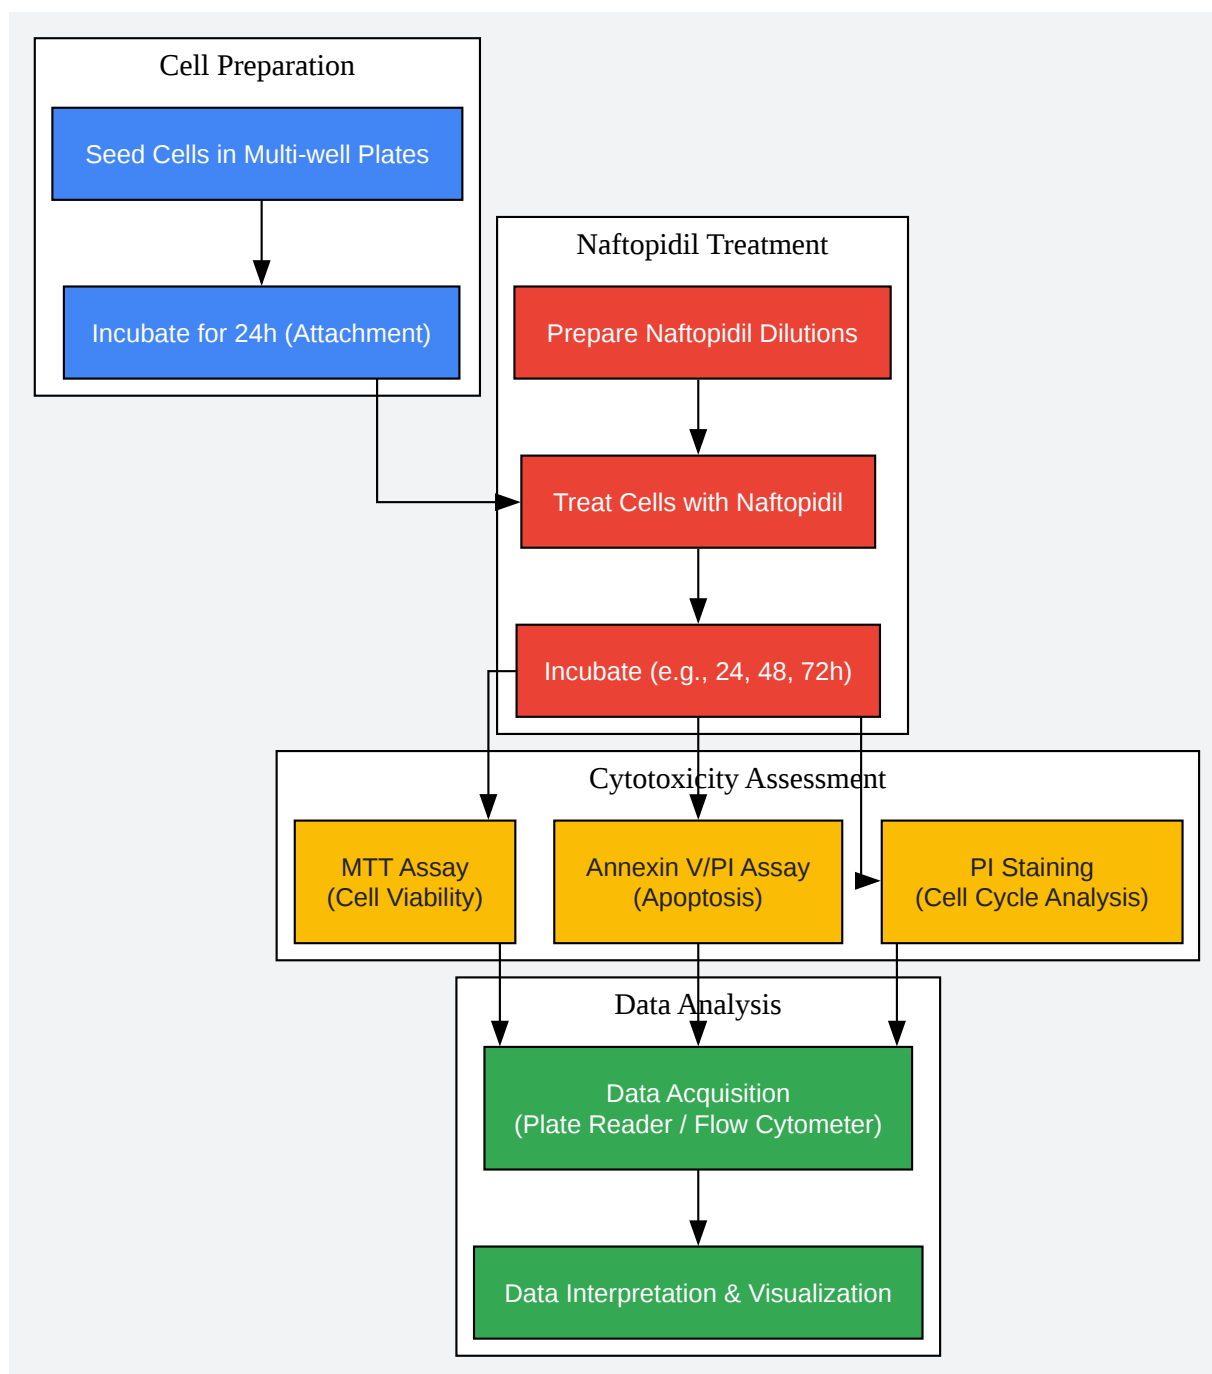 Cell Preparation
Seed Cells in Multi-well Plates
Incubate for 24h (Attachment)
Naftopidil Treatment
Prepare Naftopidil Dilutions
Treat Cells with Naftopidil
Incubate (e.g., 24, 48, 72h)
Cytotoxicity Assessment
MTT Assay
(Cell Viability)
Annexin V/PI Assay
(Apoptosis)
PI Staining
(Cell Cycle Analysis)
Data Analysis
Data Acquisition
(Plate Reader / Flow Cytometer)
Data Interpretation & Visualization